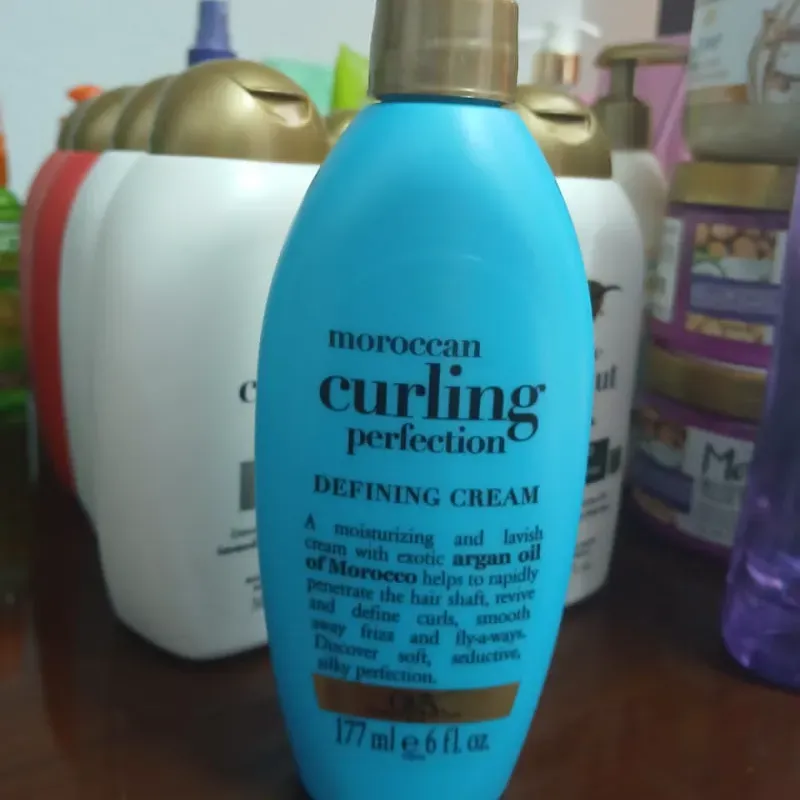 moroccan
curling
perfection
DEFINING CREAM
A moisturizing and lavish
cream with exotic argan oil
of Morocco helps to rapidly
penetrate the hair shaft, revive
and define curls, smooth
away frizz and fly-a-ways.
Discover soft, seductive,
silky perfection.
OGX
177 ml e 6 fl. oz.